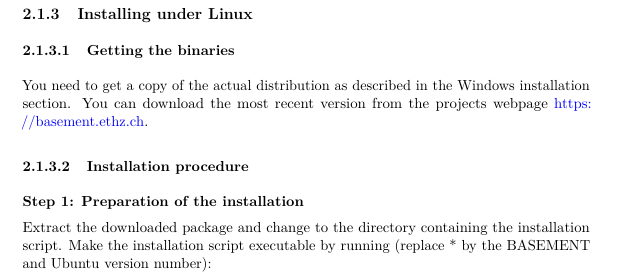 2.1.3 Installing under Linux
2.1.3.1 Getting the binaries
You need to get a copy of the actual distribution as described in the Windows installation
section. You can download the most recent version from the projects webpage https:
//basement.ethz.ch.
2.1.3.2 Installation procedure
Step 1: Preparation of the installation
Extract the downloaded package and change to the directory containing the installation
script. Make the installation script executable by running (replace * by the BASEMENT
and Ubuntu version number):